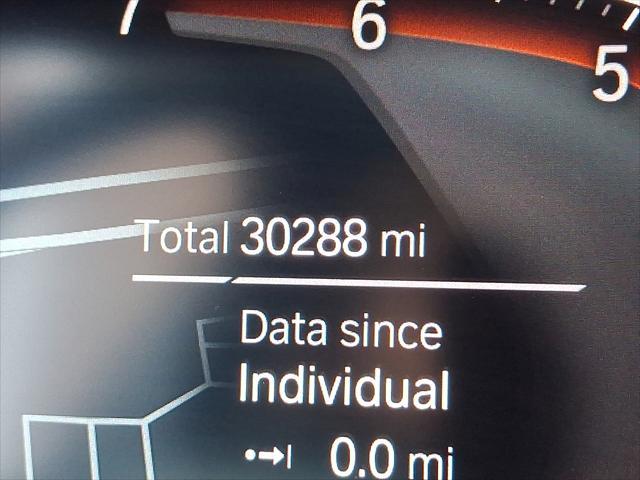 7 6 5
Total 30288 mi
Data since
Individual
0.0 mi